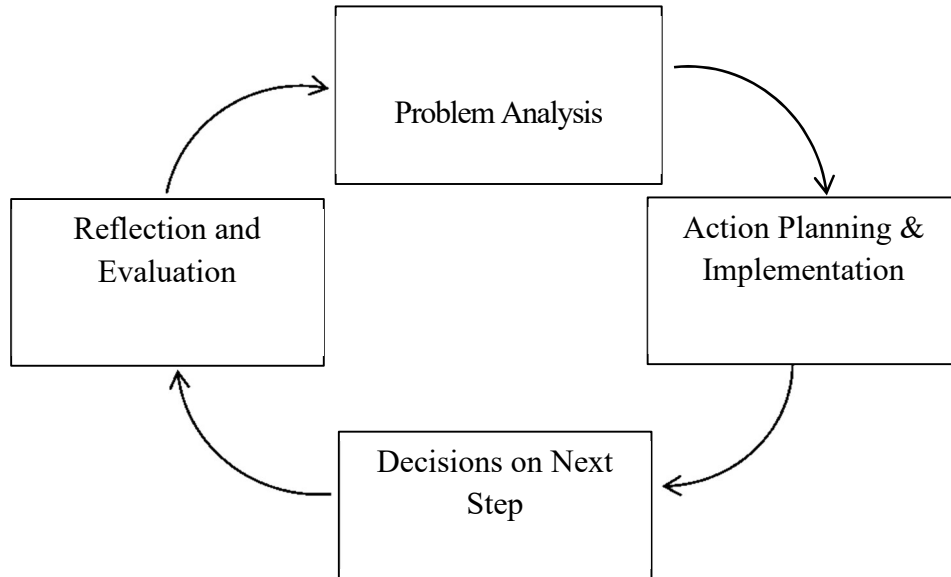 Problem Analysis
Reflection and
Evaluation
Action Planning &
Implementation
Decisions on Next
Step